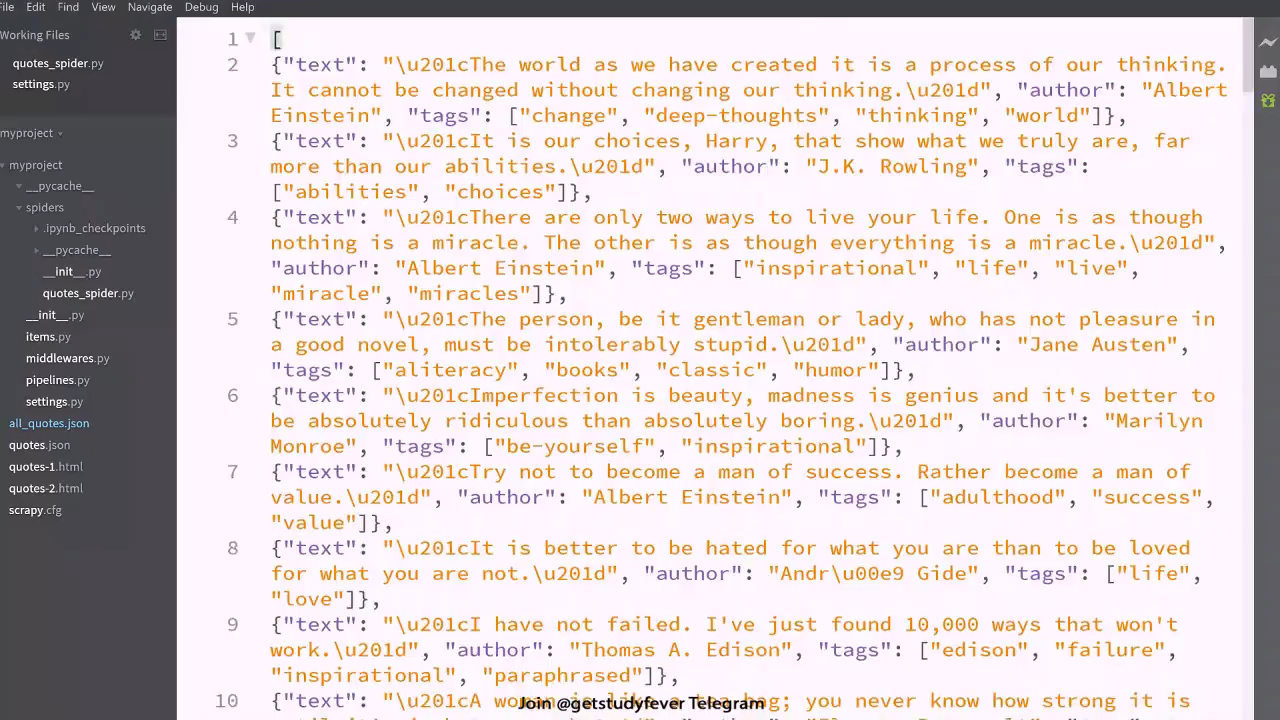 File Edit Find View Navigate Debug Help
Working Files
quotes_spider.py
settings.py
myproject
myproject
__pycache__
spiders
.ipynb_checkpoints
__pycache__
__init__.py
quotes_spider.py
__init__.py
items.py
middlewares.py
pipelines.py
settings.py
all_quotes.json
quotes.json
quotes-1.html
quotes-2.html
scrapy.cfg
1 [
2 {"text": "\u201cThe world as we have created it is a process of our thinking.
It cannot be changed without changing our thinking.\u201d", "author": "Albert
Einstein", "tags": ["change", "deep-thoughts", "thinking", "world"]},
3 {"text": "\u201cIt is our choices, Harry, that show what we truly are, far
more than our abilities.\u201d", "author": "J.K. Rowling", "tags":
["abilities", "choices"]},
4 {"text": "\u201cThere are only two ways to live your life. One is as though
nothing is a miracle. The other is as though everything is a miracle.\u201d",
"author": "Albert Einstein", "tags": ["inspirational", "life", "live",
"miracle", "miracles"]},
5 {"text": "\u201cThe person, be it gentleman or lady, who has not pleasure in
a good novel, must be intolerably stupid.\u201d", "author": "Jane Austen",
"tags": ["aliteracy", "books", "classic", "humor"]},
6 {"text": "\u201cImperfection is beauty, madness is genius and it's better to
be absolutely ridiculous than absolutely boring.\u201d", "author": "Marilyn
Monroe", "tags": ["be-yourself", "inspirational"]},
7 {"text": "\u201cTry not to become a man of success. Rather become a man of
value.\u201d", "author": "Albert Einstein", "tags": ["adulthood", "success",
"value"]},
8 {"text": "\u201cIt is better to be hated for what you are than to be loved
for what you are not.\u201d", "author": "Andr\u00e9 Gide", "tags": ["life",
"love"]},
9 {"text": "\u201cI have not failed. I've just found 10,000 ways that won't
work.\u201d", "author": "Thomas A. Edison", "tags": ["edison", "failure",
"inspirational", "paraphrased"]},
10 {"text": "\u201cA woman is like a tea bag; you never know how strong it is
Join @getstudyfever Telegram